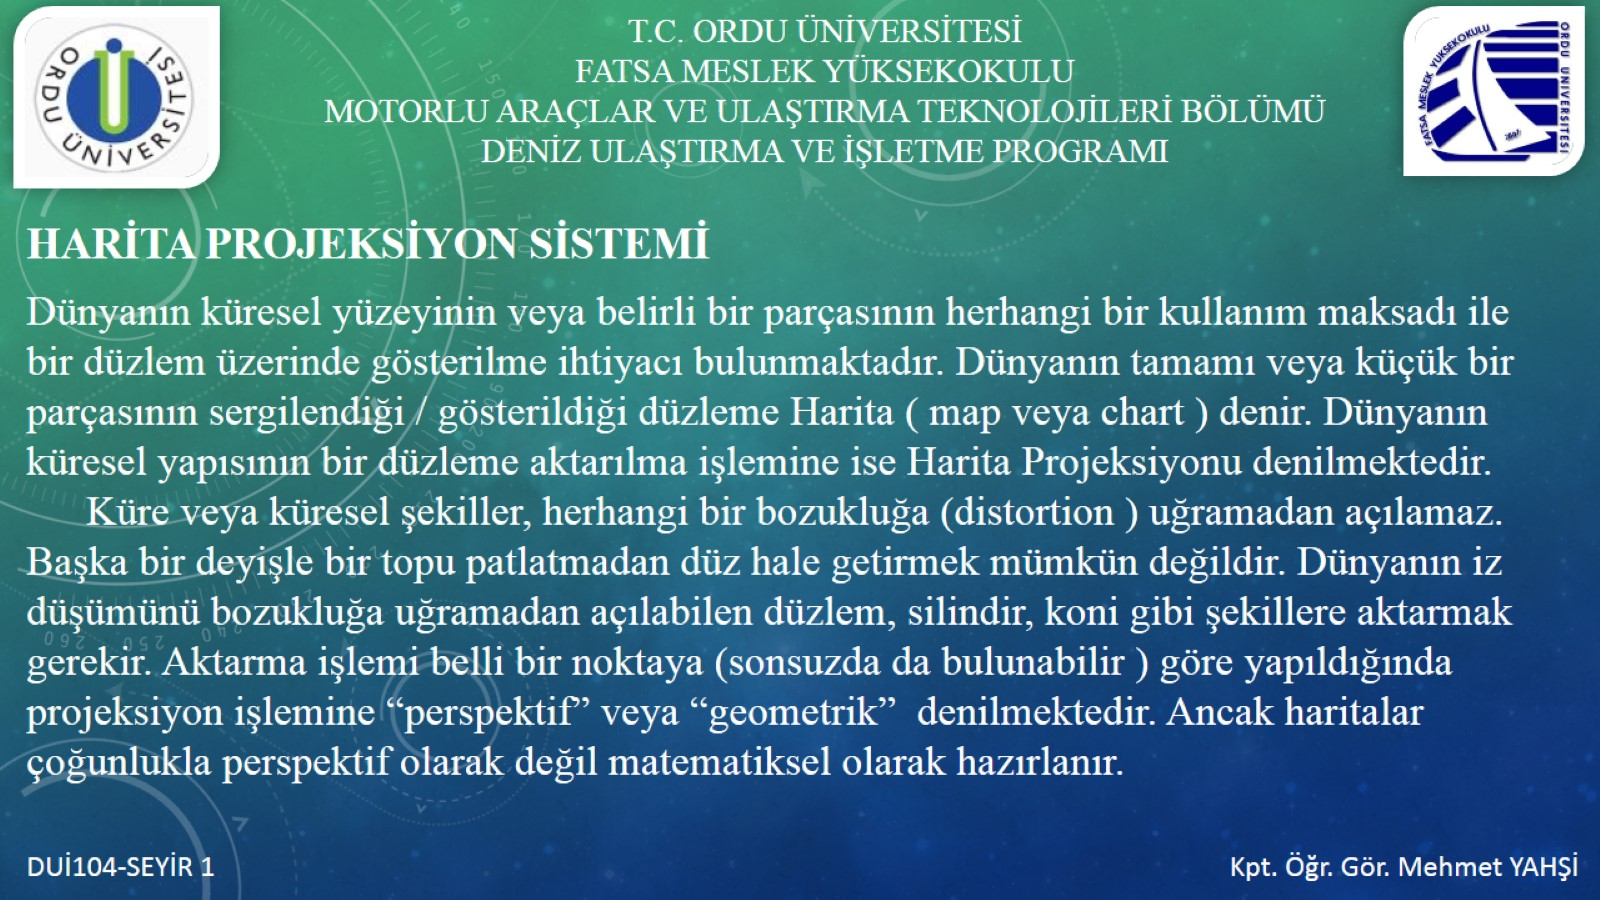 T.C. ORDU ÜNİVERSİTESİ
FATSA MESLEK YÜKSEKOKULU
MOTORLU ARAÇLAR VE ULAŞTIRMA TEKNOLOJİLERİ BÖLÜMÜ
DENİZ ULAŞTIRMA VE İŞLETME PROGRAMI
ORDU ÜNİVERSİTESİ
FATSA MESLEK YÜKSEKOKULU
ORDU ÜNİVERSİTESİ
HARİTA PROJEKSİYON SİSTEMİ
Dünyanın küresel yüzeyinin veya belirli bir parçasının herhangi bir kullanım maksadı ile
bir düzlem üzerinde gösterilme ihtiyacı bulunmaktadır. Dünyanın tamamı veya küçük bir
parçasının sergilendiği / gösterildiği düzleme Harita ( map veya chart ) denir. Dünyanın
küresel yapısının bir düzleme aktarılma işlemine ise Harita Projeksiyonu denilmektedir.
Küre veya küresel şekiller, herhangi bir bozukluğa (distortion ) uğramadan açılamaz.
Başka bir deyişle bir topu patlatmadan düz hale getirmek mümkün değildir. Dünyanın iz
düşümünü bozukluğa uğramadan açılabilen düzlem, silindir, koni gibi şekillere aktarmak
gerekir. Aktarma işlemi belli bir noktaya (sonsuzda da bulunabilir ) göre yapıldığında
projeksiyon işlemine “perspektif” veya “geometrik” denilmektedir. Ancak haritalar
çoğunlukla perspektif olarak değil matematiksel olarak hazırlanır.
DUİ104-SEYİR 1
Kpt. Öğr. Gör. Mehmet YAHŞİ